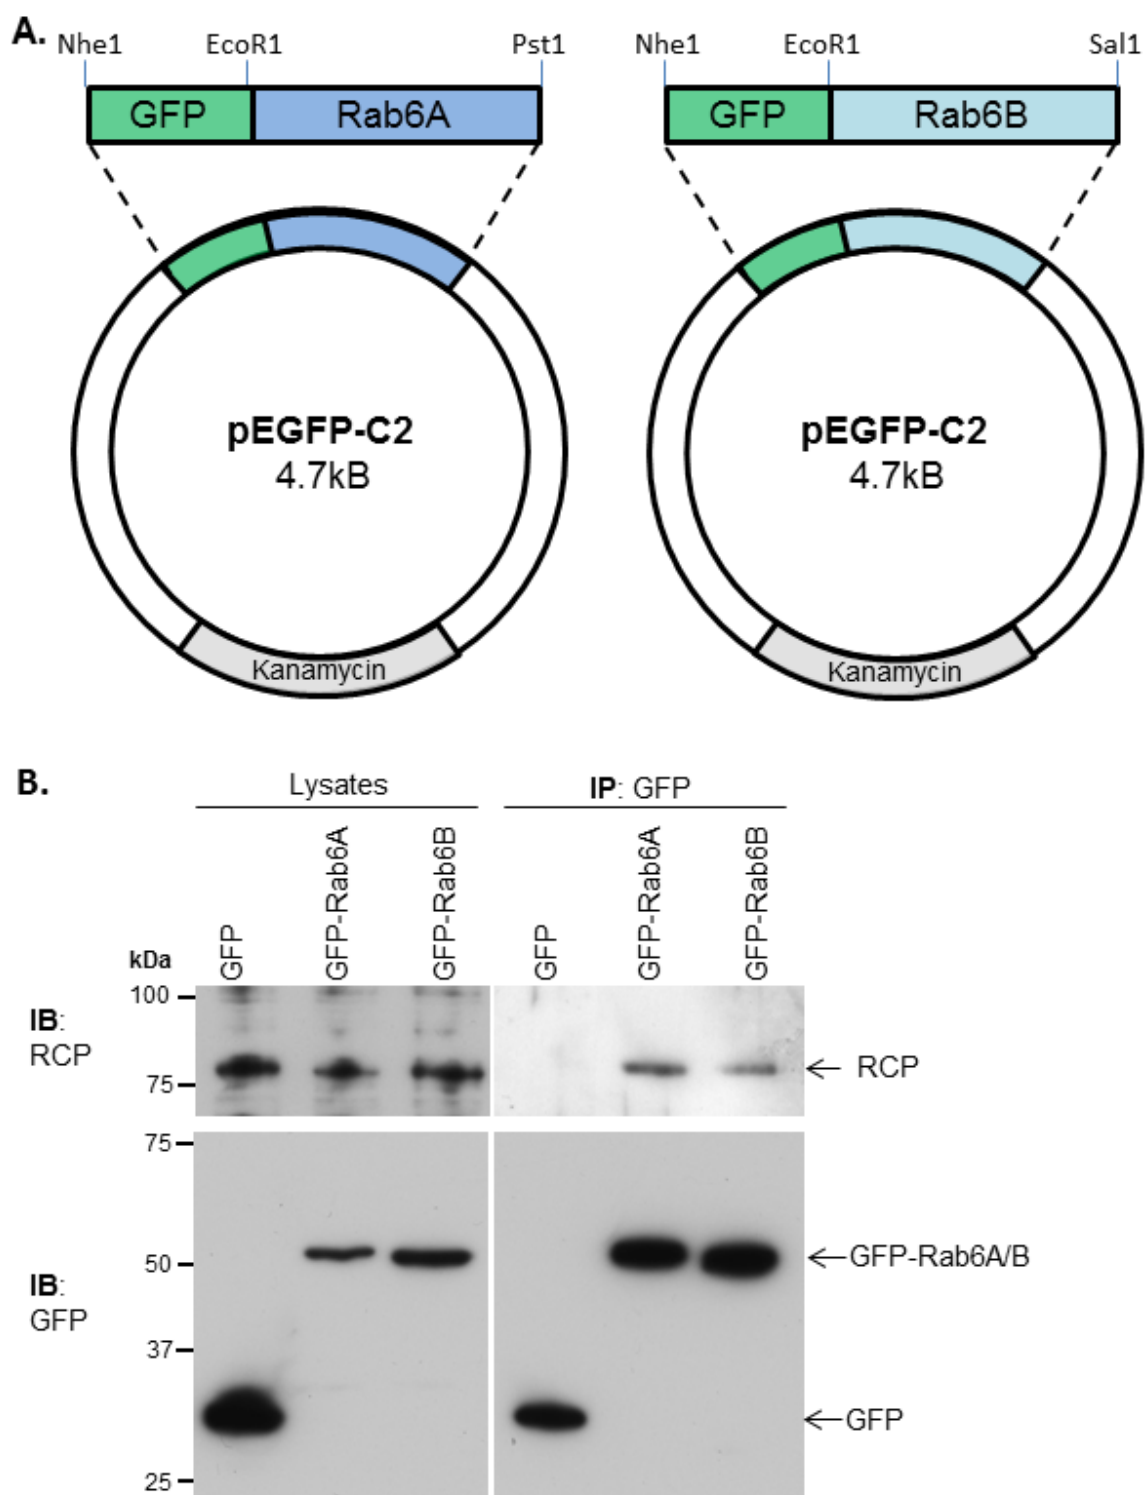 A.
Nhe1 EcoR1 Pst1 Nhe1 EcoR1 Sal1
GFP Rab6A GFP Rab6B
pEGFP-C2 pEGFP-C2
4.7kB 4.7kB
Kanamycin Kanamycin
B.
Lysates IP: GFP
GFP GFP-Rab6A GFP-Rab6B GFP GFP-Rab6A GFP-Rab6B
kDa
100
IB:
RCP
75
RCP
75
50
GFP-Rab6A/B
IB:
GFP
37
GFP
25